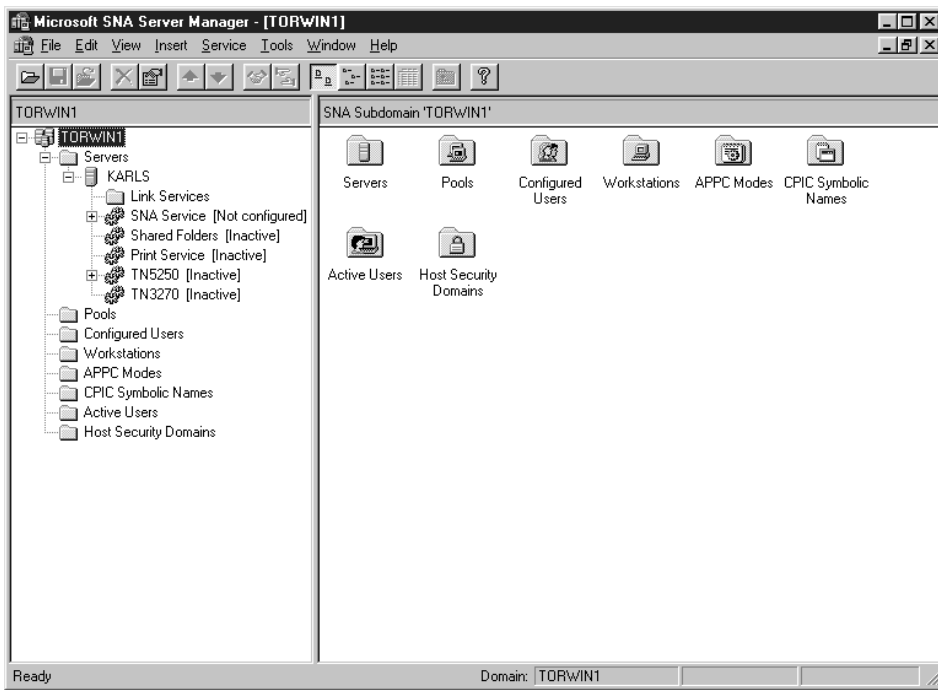 Microsoft SNA Server Manager - [TORWIN1]
File Edit View Insert Service Tools Window Help
TORWIN1
SNA Subdomain 'TORWIN1'
TORWIN1
Servers
KARLS
Link Services
SNA Service [Not configured]
Shared Folders [Inactive]
Print Service [Inactive]
TN5250 [Inactive]
TN3270 [Inactive]
Pools
Configured Users
Workstations
APPC Modes
CPIC Symbolic Names
Active Users
Host Security Domains
Servers
Pools
Configured
Users
Workstations
APPC Modes
CPIC Symbolic
Names
Active Users
Host Security
Domains
Ready
Domain: TORWIN1